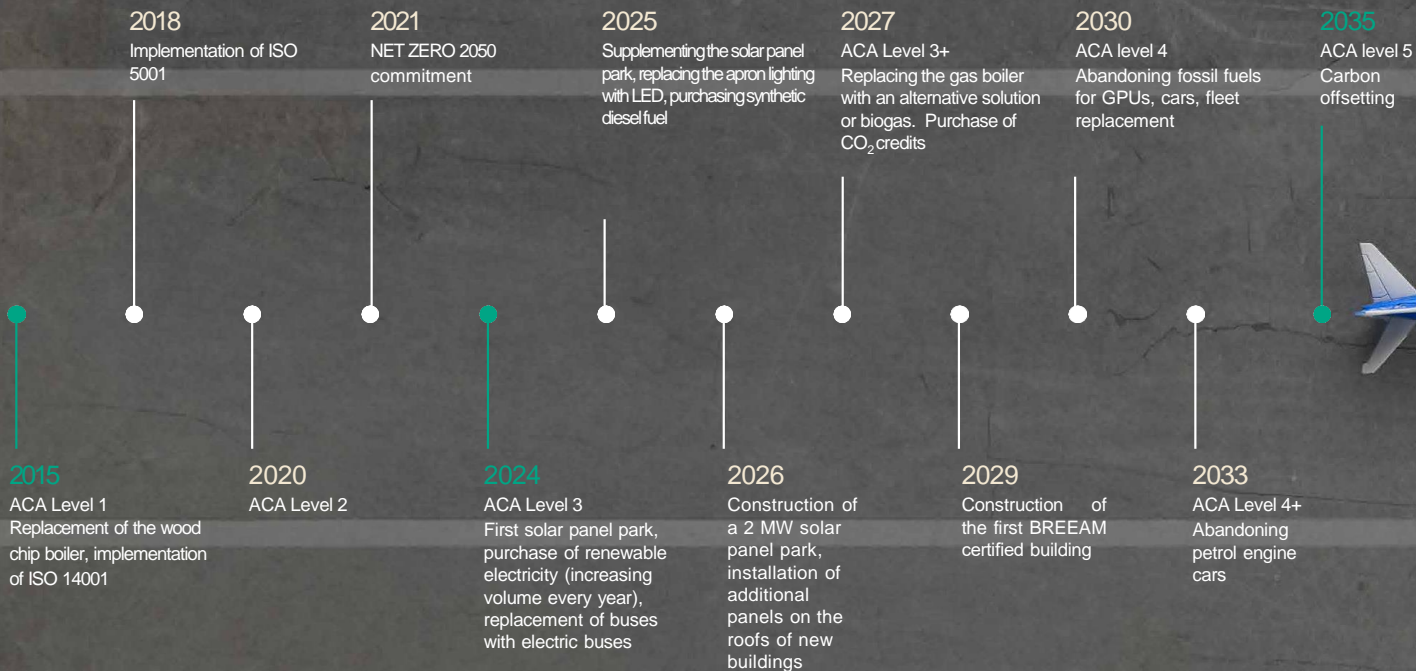 2018
Implementation of ISO
5001
2021
NET ZERO 2050
commitment
2025
Supplementing the solar panel
park, replacing the apron lighting
with LED, purchasing synthetic
diesel fuel
2027
ACA Level 3+
Replacing the gas boiler
with an alternative solution
or biogas. Purchase of
CO₂ credits
2030
ACA level 4
Abandoning fossil fuels
for GPUs, cars, fleet
replacement
2035
ACA level 5
Carbon
offsetting
2015
ACA Level 1
Replacement of the wood
chip boiler, implementation
of ISO 14001
2020
ACA Level 2
2024
ACA Level 3
First solar panel park,
purchase of renewable
electricity (increasing
volume every year),
replacement of buses
with electric buses
2026
Construction of
a 2 MW solar
panel park,
installation of
additional
panels on the
roofs of new
buildings
2029
Construction of
the first BREEAM
certified building
2033
ACA Level 4+
Abandoning
petrol engine
cars